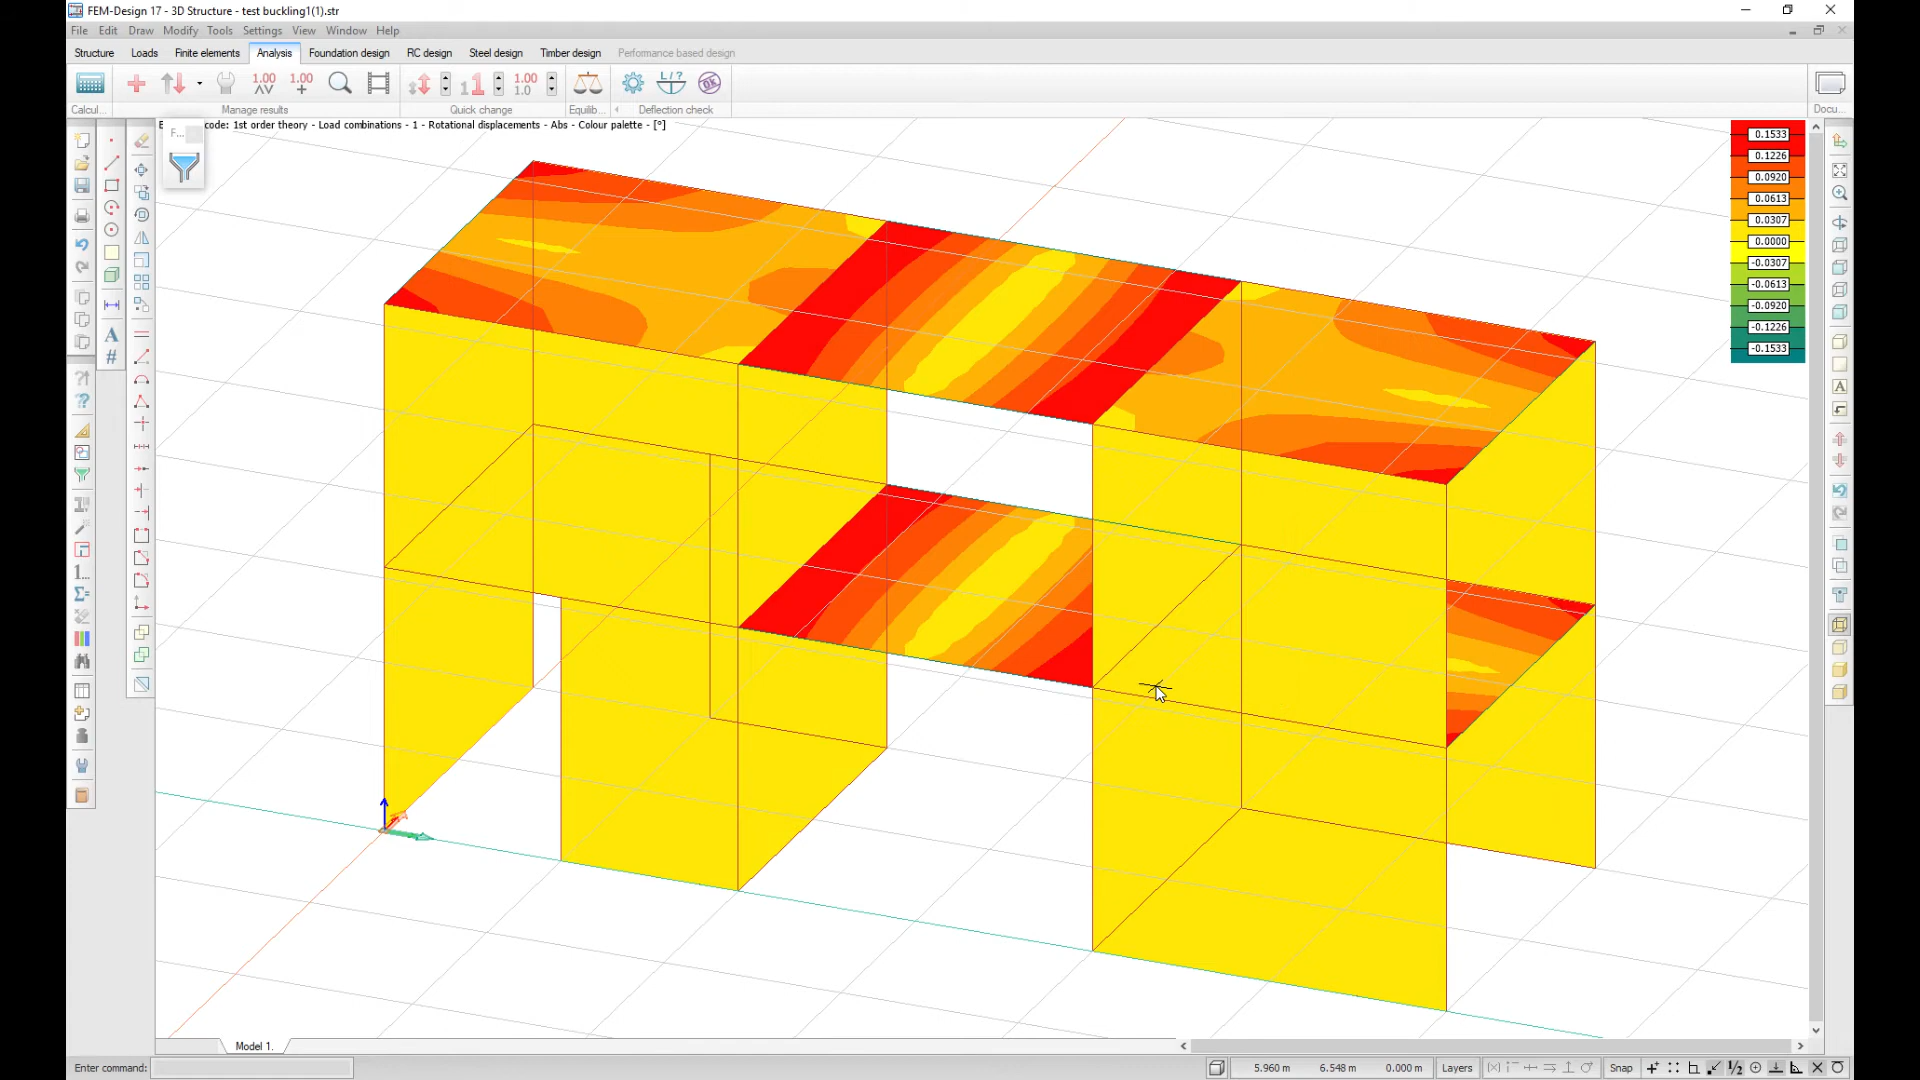 FEM-Design 17 - 3D Structure - test buckling1(1).str
File Edit Draw Modify Tools Settings View Window Help
Structure Loads Finite elements Analysis Foundation design RC design Steel design Timber design Performance based design
1.00 1.00 1.00 1.0 L/? OK
Calcul... Manage results Quick change Equilib... Deflection check Docu...
code: 1st order theory - Load combinations - 1 - Rotational displacements - Abs - Colour palette - [°]
F...
0.1533
0.1226
0.0920
0.0613
0.0307
0.0000
-0.0307
-0.0613
-0.0920
-0.1226
-0.1533
A
#
1...
Σ=
A
Model 1.
Enter command: 5.960 m 6.548 m 0.000 m Layers Snap 1/2